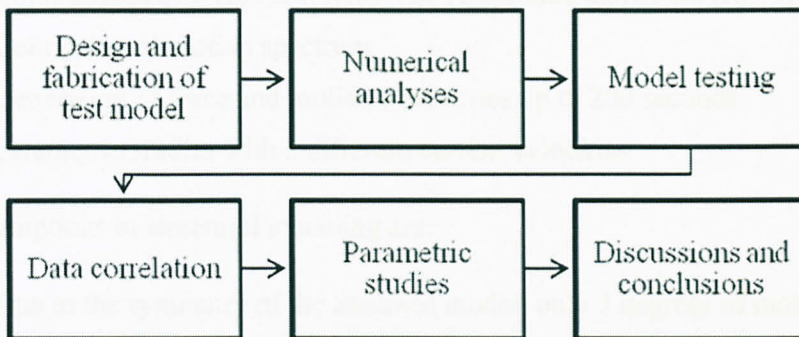 Design and
fabrication of
test model
Numerical
analyses
Model testing
Data correlation
Parametric
studies
Discussions and
conclusions